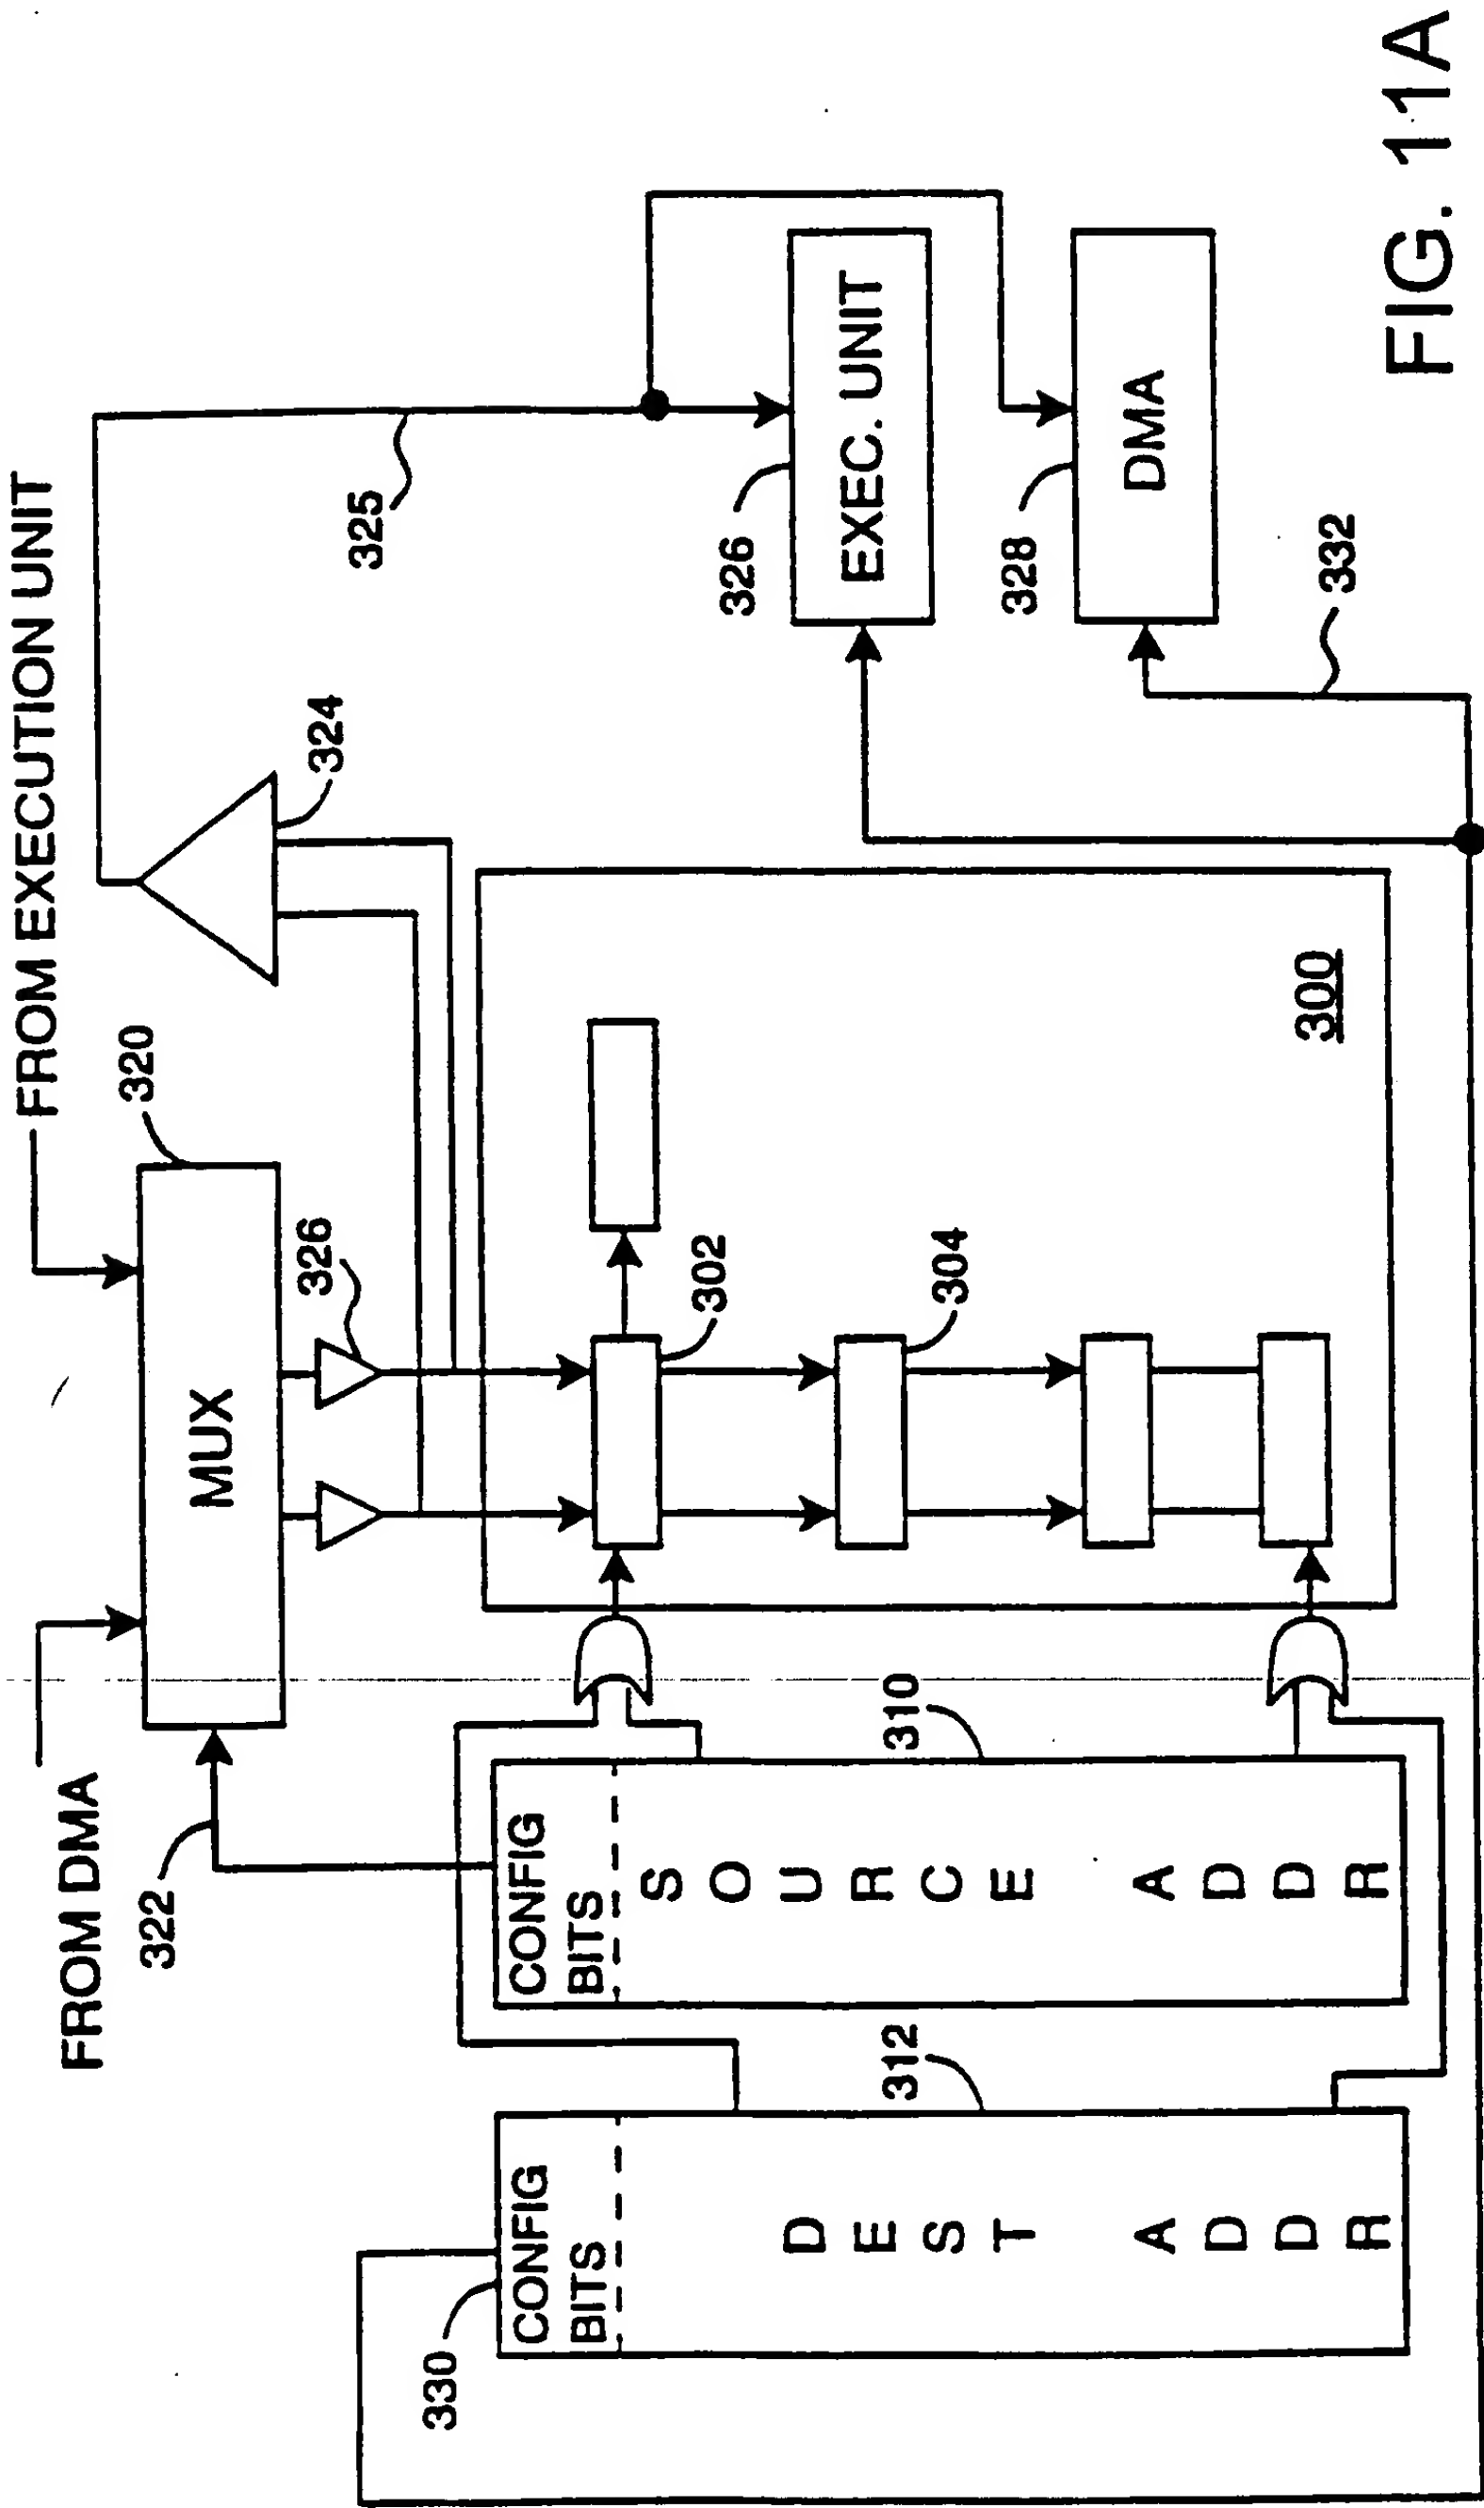 FROM EXECUTION UNIT
FROM DMA
320
322
MUX
326
324
325
326
EXEC. UNIT
328
DMA
332
302
304
300
310
CONFIG
BITS
SOURCE ADDR
312
330
CONFIG
BITS
DEST ADDR
FIG. 11A